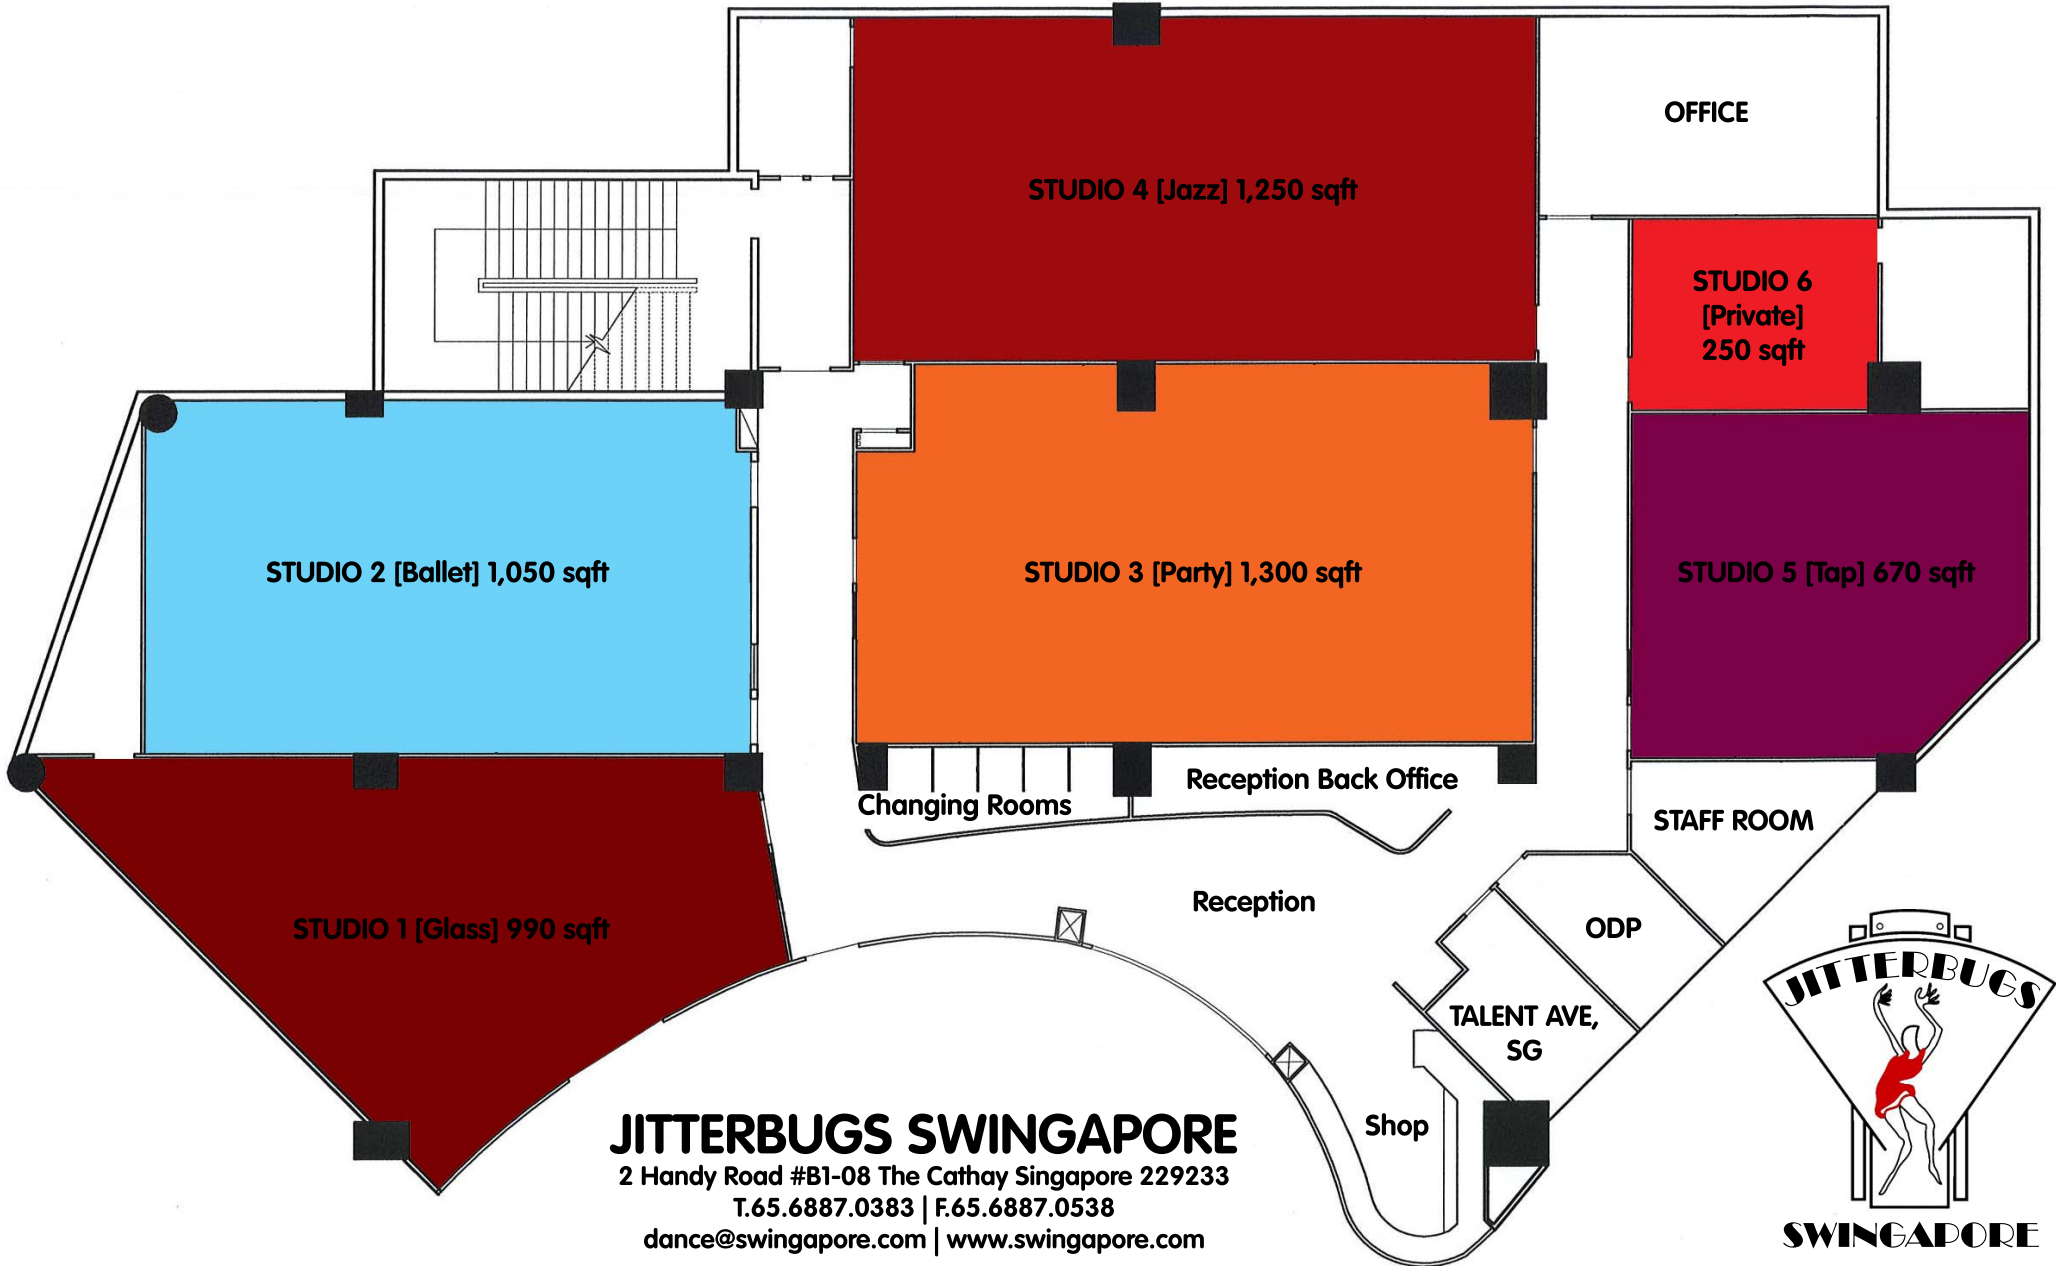 OFFICE
STUDIO 4 [Jazz] 1,250 sqft
STUDIO 6
[Private]
250 sqft
STUDIO 2 [Ballet] 1,050 sqft
STUDIO 3 [Party] 1,300 sqft
STUDIO 5 [Tap] 670 sqft
Reception Back Office
Changing Rooms
STAFF ROOM
Reception
STUDIO 1 [Glass] 990 sqft
ODP
TALENT AVE,
SG
Shop
JITTERBUGS SWINGAPORE
2 Handy Road #B1-08 The Cathay Singapore 229233
T.65.6887.0383 | F.65.6887.0538
dance@swingapore.com | www.swingapore.com
JITTERBUGS
SWINGAPORE